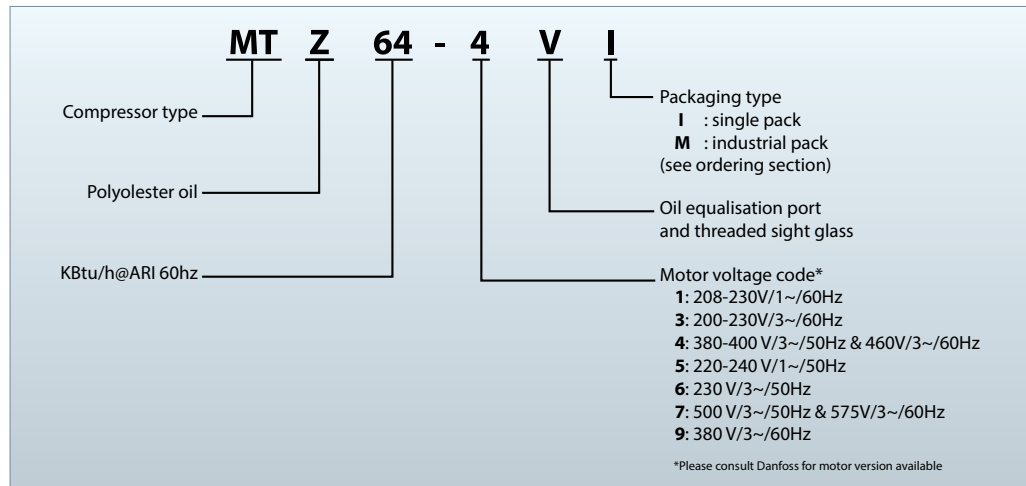 MT Z 64 - 4 V I
Compressor type
Polyolester oil
KBtu/h@ARI 60hz
Packaging type
I : single pack
M : industrial pack
(see ordering section)
Oil equalisation port
and threaded sight glass
Motor voltage code*
1: 208-230V/1~/60Hz
3: 200-230V/3~/60Hz
4: 380-400 V/3~/50Hz & 460V/3~/60Hz
5: 220-240 V/1~/50Hz
6: 230 V/3~/50Hz
7: 500 V/3~/50Hz & 575V/3~/60Hz
9: 380 V/3~/60Hz
*Please consult Danfoss for motor version available